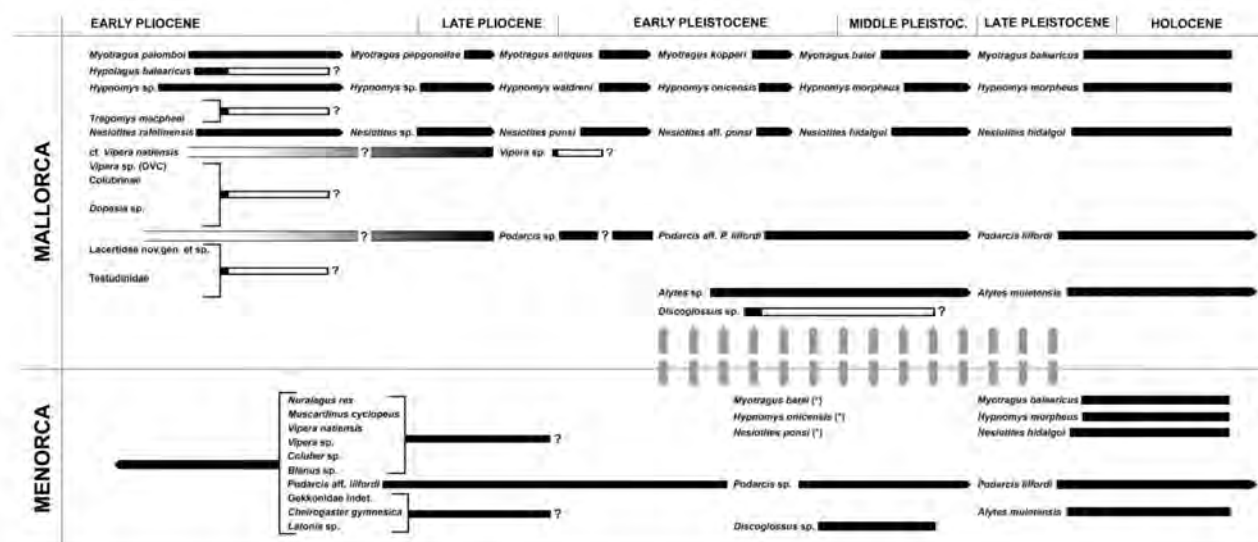 EARLY PLIOCENE LATE PLIOCENE EARLY PLEISTOCENE MIDDLE PLEISTOC. LATE PLEISTOCENE HOLOCENE
MALLORCA
Myotragus palomboi Myotragus pepgonellae Myotragus antiquus Myotragus kopperi Myotragus batei Myotragus balearicus
Hypolagus balearicus ?
Hypnomys sp. Hypnomys sp. Hypnomys waldreni Hypnomys onicensis Hypnomys morpheus Hypnomys morpheus
Tragomys macpheei ?
Nesiotites rafelinensis Nesiotites sp. Nesiotites ponsi Nesiotites aff. ponsi Nesiotites hidalgoi Nesiotites hidalgoi
cf. Vipera natiensis ? Vipera sp. ?
Vipera sp. (OVC)
Colubrinae
?
Dopasia sp.
? Podarcis sp. ? Podarcis aff. P. lilfordi Podarcis lilfordi
Lacertidae nov.gen. et sp.
?
Testudinidae
Alytes sp. Alytes muletensis
Discoglossus sp. ?
MENORCA
Nuralagus rex Myotragus batei (*) Myotragus balearicus
Muscardinus cyclopeus Hypnomys onicensis (*) Hypnomys morpheus
Vipera natiensis Nesiotites ponsi (*) Nesiotites hidalgoi
Vipera sp. ?
Coluber sp.
Blanus sp.
Podarcis aff. lilfordi Podarcis sp. Podarcis lilfordi
Gekkonidae indet.
Cheirogaster gymnesica ? Alytes muletensis
Latonia sp. Discoglossus sp.